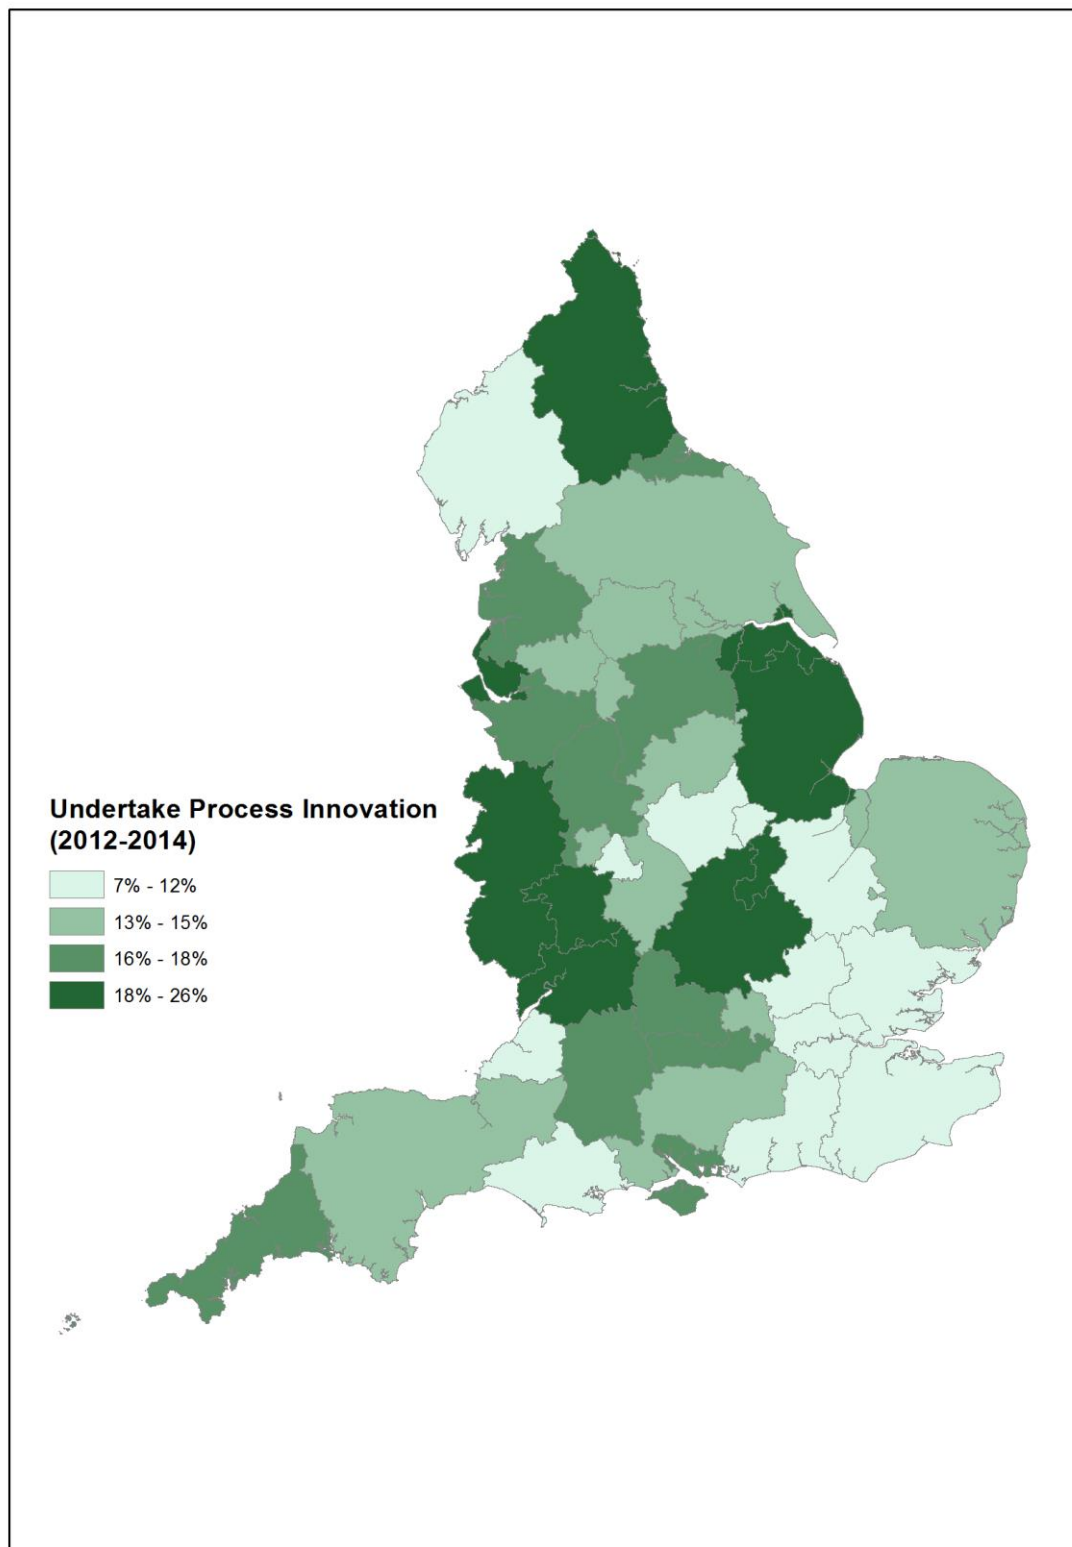 Undertake Process Innovation
(2012-2014)
7% - 12%
13% - 15%
16% - 18%
18% - 26%